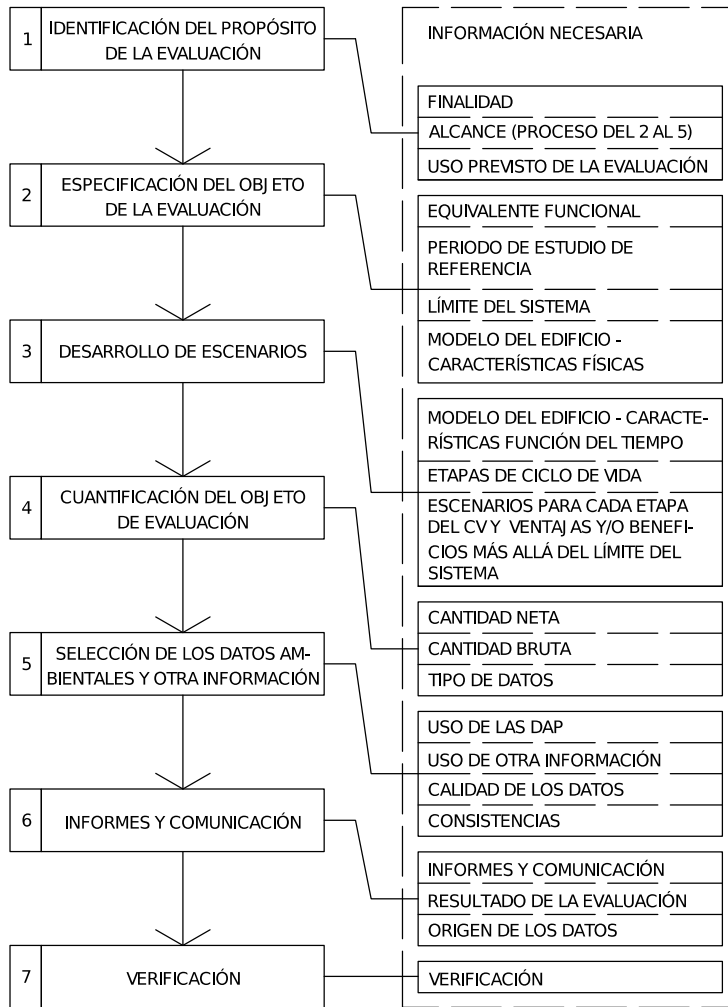 1
IDENTIFICACIÓN DEL PROPÓSITO
DE LA EVALUACIÓN
2
ESPECIFICACIÓN DEL OBJETO
DE LA EVALUACIÓN
3
DESARROLLO DE ESCENARIOS
4
CUANTIFICACIÓN DEL OBJETO
DE EVALUACIÓN
5
SELECCIÓN DE LOS DATOS AM-
BIENTALES Y OTRA INFORMACIÓN
6
INFORMES Y COMUNICACIÓN
7
VERIFICACIÓN
INFORMACIÓN NECESARIA
FINALIDAD
ALCANCE (PROCESO DEL 2 AL 5)
USO PREVISTO DE LA EVALUACIÓN
EQUIVALENTE FUNCIONAL
PERIODO DE ESTUDIO DE
REFERENCIA
LÍMITE DEL SISTEMA
MODELO DEL EDIFICIO -
CARACTERÍSTICAS FÍSICAS
MODELO DEL EDIFICIO - CARACTE-
RÍSTICAS FUNCIÓN DEL TIEMPO
ETAPAS DE CICLO DE VIDA
ESCENARIOS PARA CADA ETAPA
DEL CV Y VENTAJAS Y/O BENEFI-
CIOS MÁS ALLÁ DEL LÍMITE DEL
SISTEMA
CANTIDAD NETA
CANTIDAD BRUTA
TIPO DE DATOS
USO DE LAS DAP
USO DE OTRA INFORMACIÓN
CALIDAD DE LOS DATOS
CONSISTENCIAS
INFORMES Y COMUNICACIÓN
RESULTADO DE LA EVALUACIÓN
ORIGEN DE LOS DATOS
VERIFICACIÓN